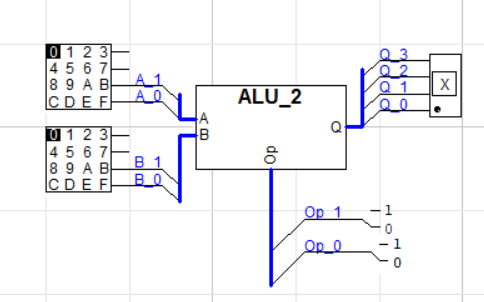 0 1 2 3
4 5 6 7
8 9 A B
C D E F
A_1
A_0
ALU_2
A
B
Q
Op
Q_3
Q_2
Q_1
Q_0
X
0 1 2 3
4 5 6 7
8 9 A B
C D E F
B_1
B_0
Op_1
1
0
Op_0
1
0